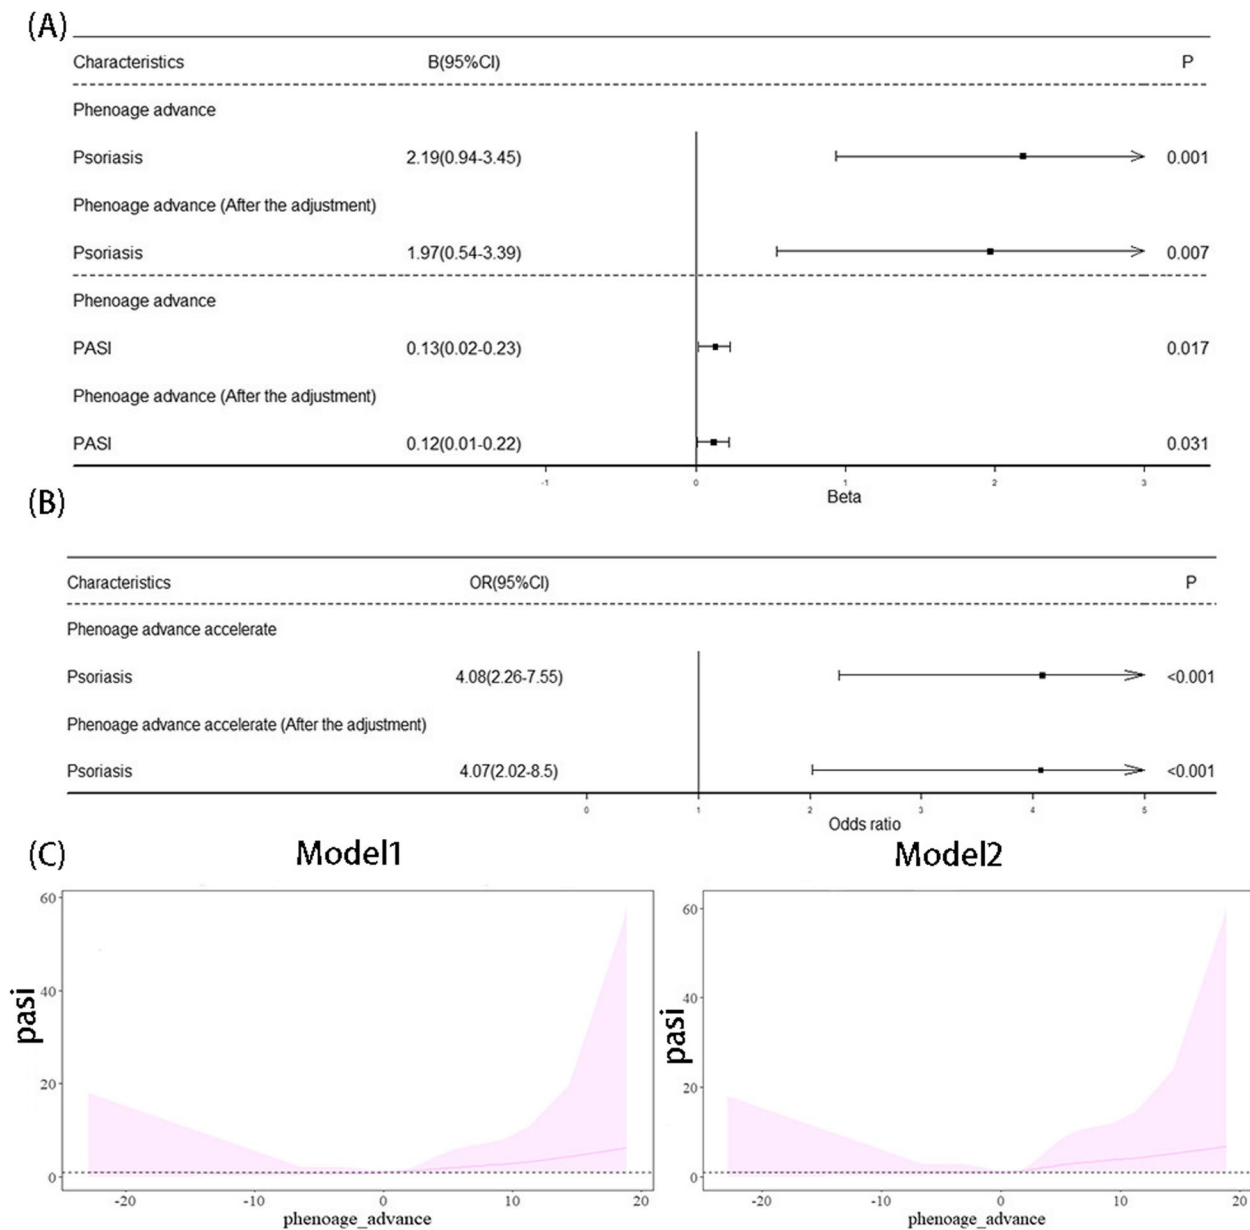 (A)
Characteristics B(95%CI) P
Phenoage advance
Psoriasis 2.19(0.94-3.45) 0.001
Phenoage advance (After the adjustment)
Psoriasis 1.97(0.54-3.39) 0.007
Phenoage advance
PASI 0.13(0.02-0.23) 0.017
Phenoage advance (After the adjustment)
PASI 0.12(0.01-0.22) 0.031
-1 0 1 2 3
Beta
(B)
Characteristics OR(95%CI) P
Phenoage advance accelerate
Psoriasis 4.08(2.26-7.55) <0.001
Phenoage advance accelerate (After the adjustment)
Psoriasis 4.07(2.02-8.5) <0.001
0 1 2 3 4 5
Odds ratio
(C) Model1 Model2
60
40
20
0
pasi
-20 -10 0 10 20
phenoage_advance
60
40
20
0
pasi
-20 -10 0 10 20
phenoage_advance